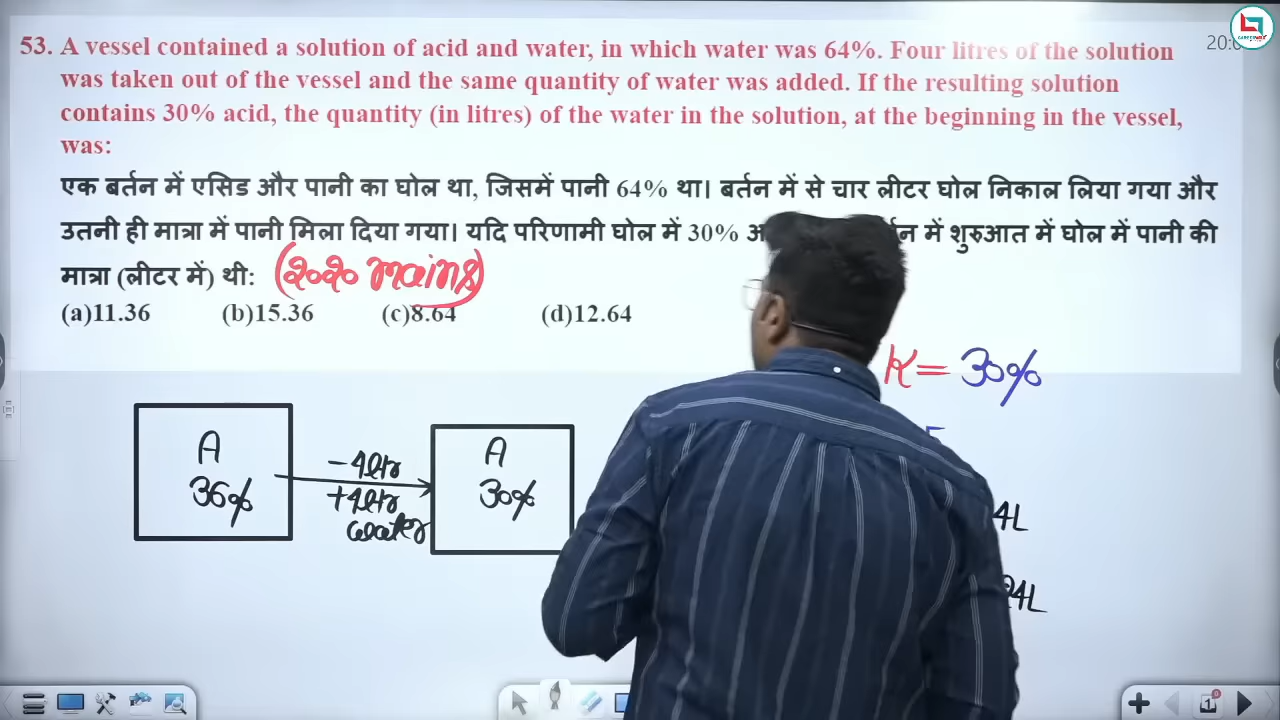 20:
53. A vessel contained a solution of acid and water, in which water was 64%. Four litres of the solution
was taken out of the vessel and the same quantity of water was added. If the resulting solution
contains 30% acid, the quantity (in litres) of the water in the solution, at the beginning in the vessel,
was:
एक बर्तन में एसिड और पानी का घोल था, जिसमें पानी 64% था। बर्तन में से चार लीटर घोल निकाल लिया गया और
उतनी ही मात्रा में पानी मिला दिया गया। यदि परिणामी घोल में 30% में शुरुआत में घोल में पानी की
मात्रा (लीटर में) थी: (2020 mains)
(a)11.36 (b)15.36 (c)8.64 (d)12.64
K = 30%
A
36%
-4ltr
+4ltr
water
A
30%
4L
24L
1